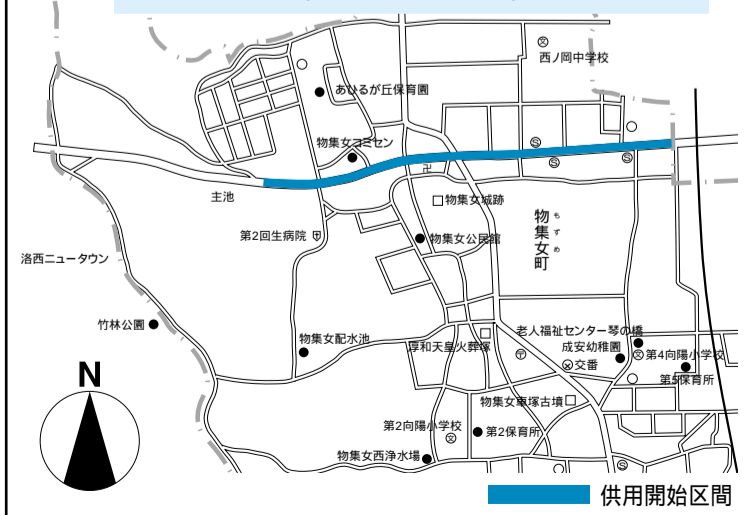 西ノ岡中学校
あひるが丘保育園
物集女コミセン
卍
主池
物集女城跡
第2回生病院
物集女公民館
物集女町
もずめ
洛西ニュータウン
竹林公園
物集女配水池
淳和天皇火葬塚
老人福祉センター琴の橋
成安幼稚園
交番
第4向陽小学校
第5保育所
物集女車塚古墳
第2向陽小学校
第2保育所
物集女西浄水場
N
供用開始区間